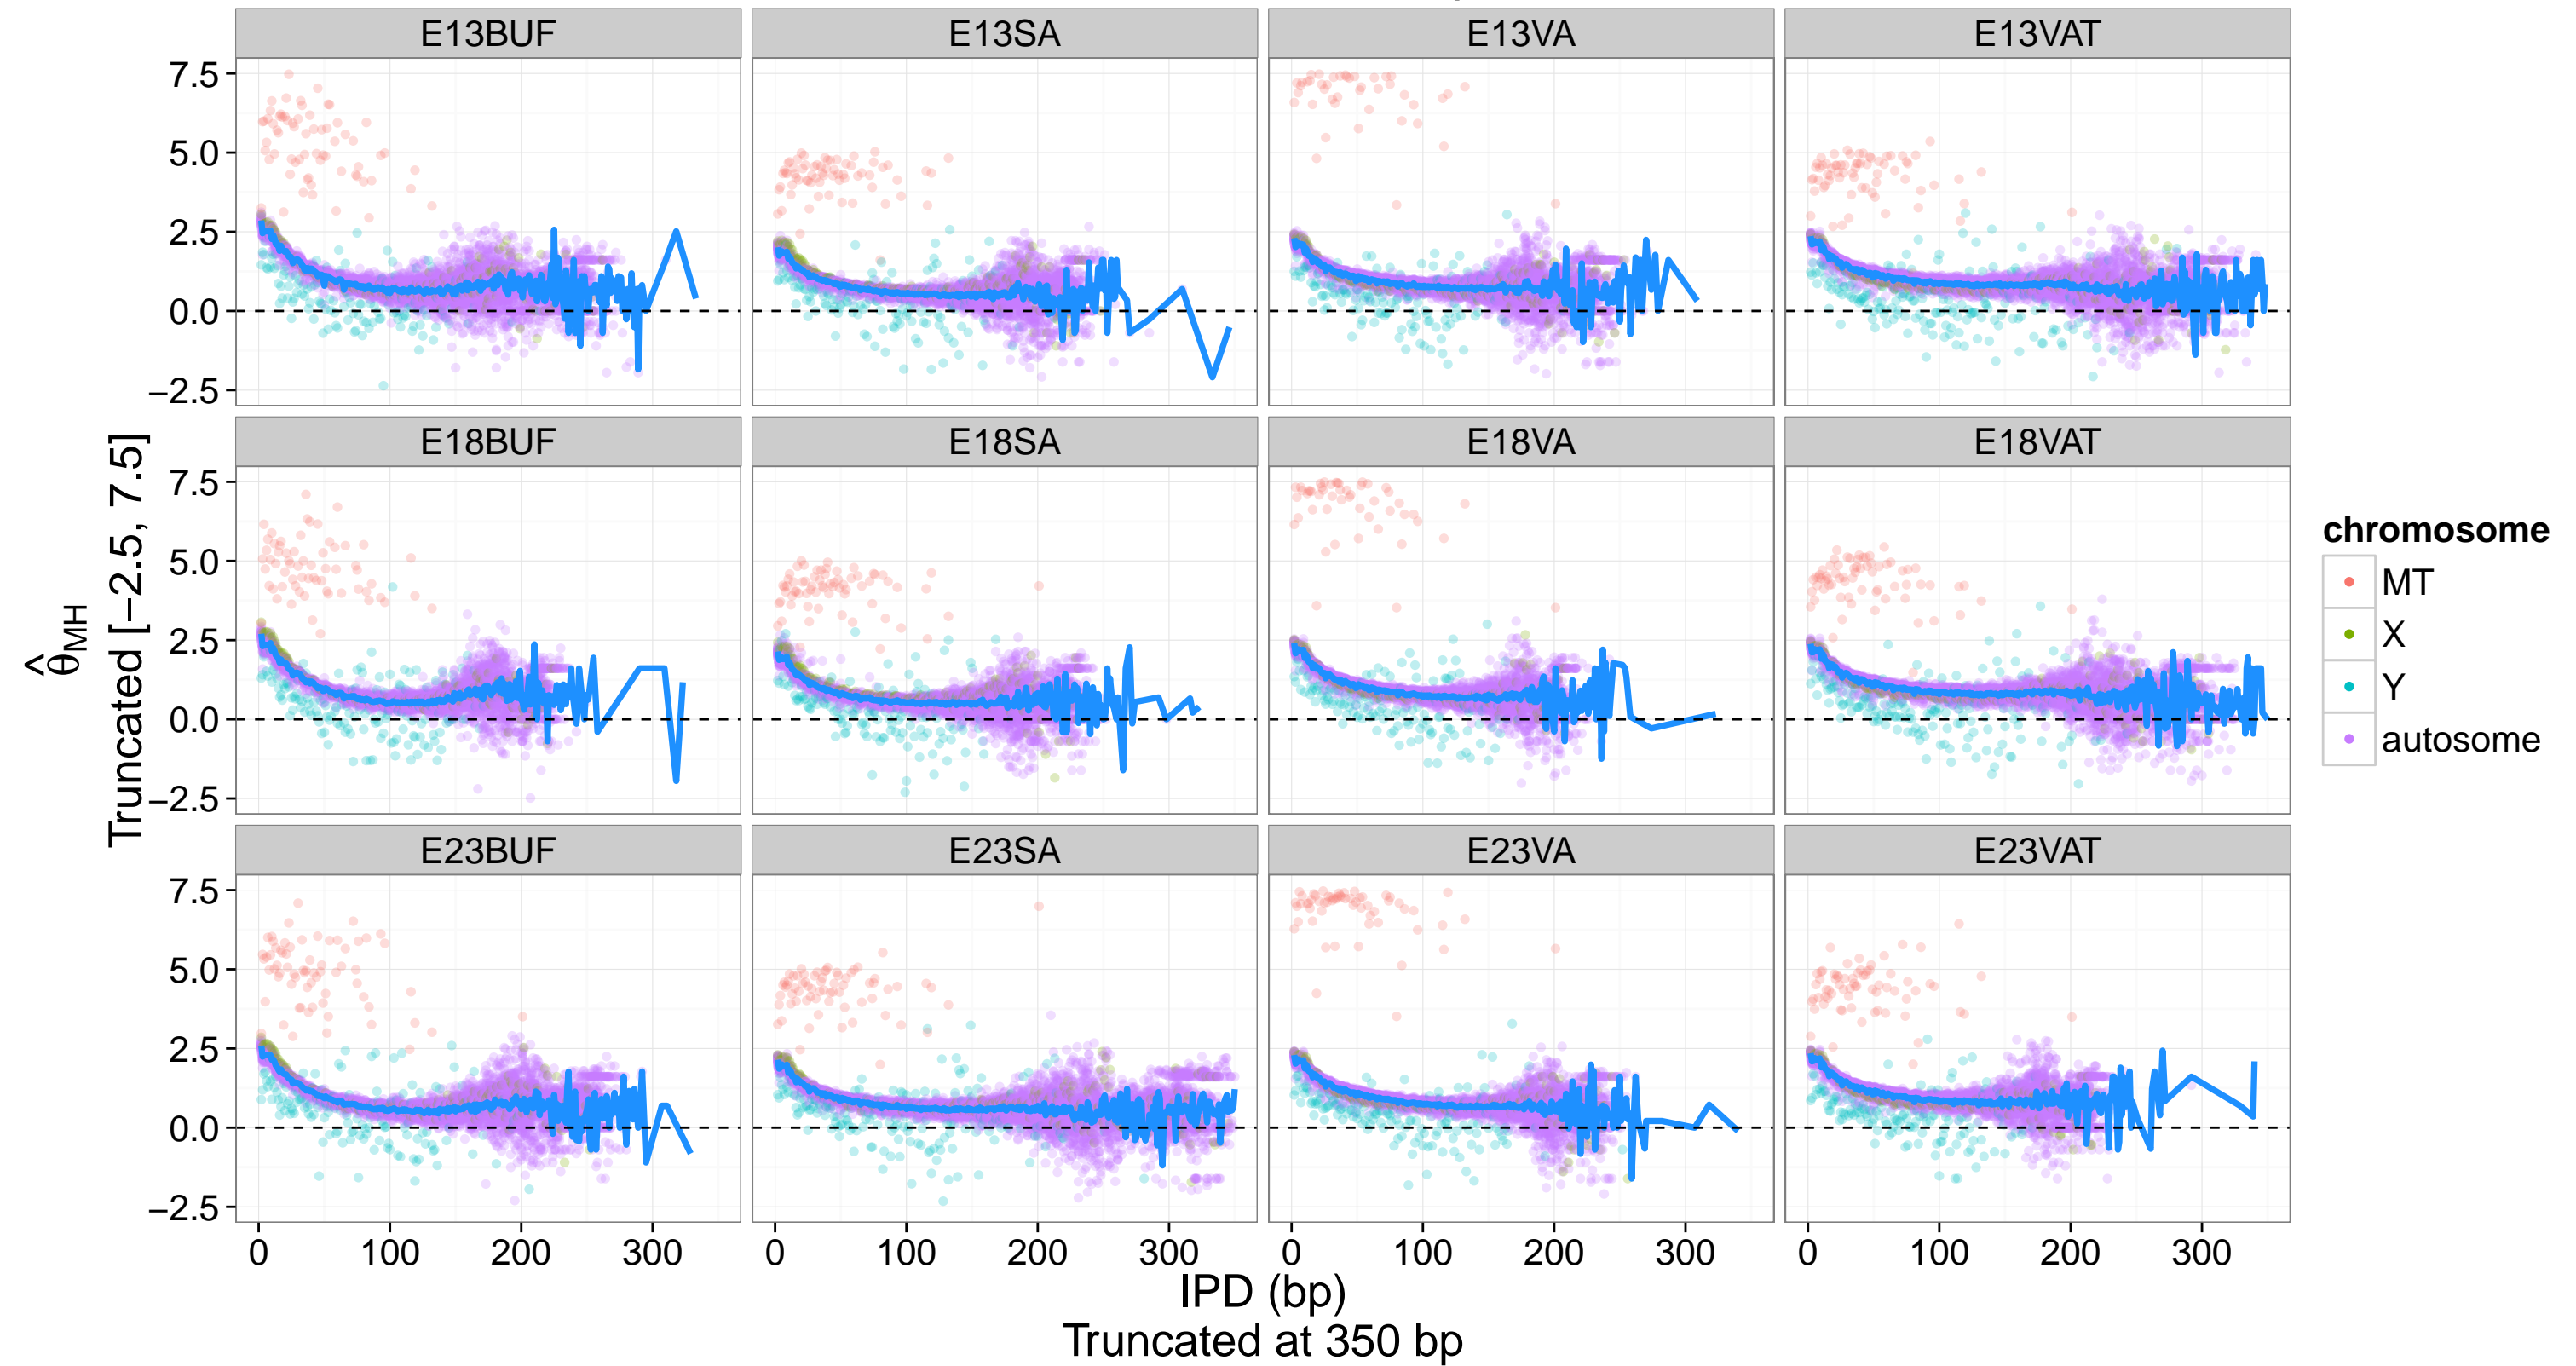 E13BUF E13SA E13VA E13VAT
7.5
5.0
2.5
0.0
−2.5
E18BUF E18SA E18VA E18VAT
7.5
5.0
2.5
0.0
−2.5
E23BUF E23SA E23VA E23VAT
7.5
5.0
2.5
0.0
−2.5
0 100 200 300 0 100 200 300 0 100 200 300 0 100 200 300
IPD (bp)
Truncated at 350 bp
θ̂MH
Truncated [−2.5, 7.5]
chromosome
MT
X
Y
autosome